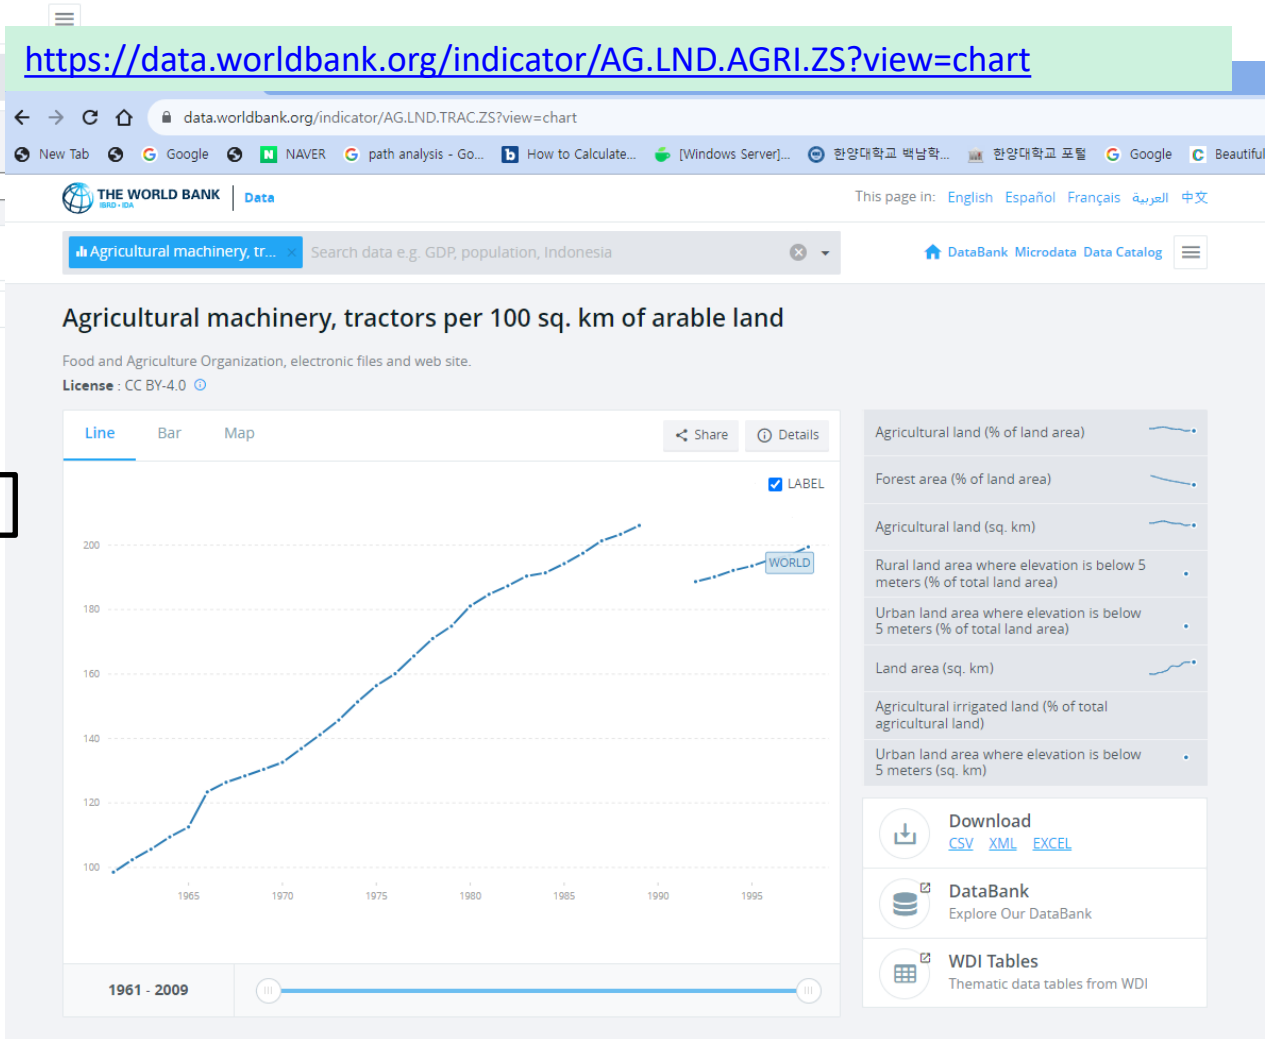 https://data.worldbank.org/indicator/AG.LND.AGRI.ZS?view=chart
data.worldbank.org/indicator/AG.LND.TRAC.ZS?view=chart
New Tab Google NAVER path analysis - Go... How to Calculate... [Windows Server]... 한양대학교 백남학... 한양대학교 포털 Google Beautiful
THE WORLD BANK
IBRD • IDA
Data
This page in: English Español Français العربية 中文
Agricultural machinery, tr... × Search data e.g. GDP, population, Indonesia
DataBank Microdata Data Catalog
Agricultural machinery, tractors per 100 sq. km of arable land
Food and Agriculture Organization, electronic files and web site.
License : CC BY-4.0
Line Bar Map Share Details
LABEL
200
180
160
140
120
100
WORLD
1965 1970 1975 1980 1985 1990 1995
1961 - 2009
Agricultural land (% of land area)
Forest area (% of land area)
Agricultural land (sq. km)
Rural land area where elevation is below 5
meters (% of total land area)
Urban land area where elevation is below
5 meters (% of total land area)
Land area (sq. km)
Agricultural irrigated land (% of total
agricultural land)
Urban land area where elevation is below
5 meters (sq. km)
Download
CSV XML EXCEL
DataBank
Explore Our DataBank
WDI Tables
Thematic data tables from WDI